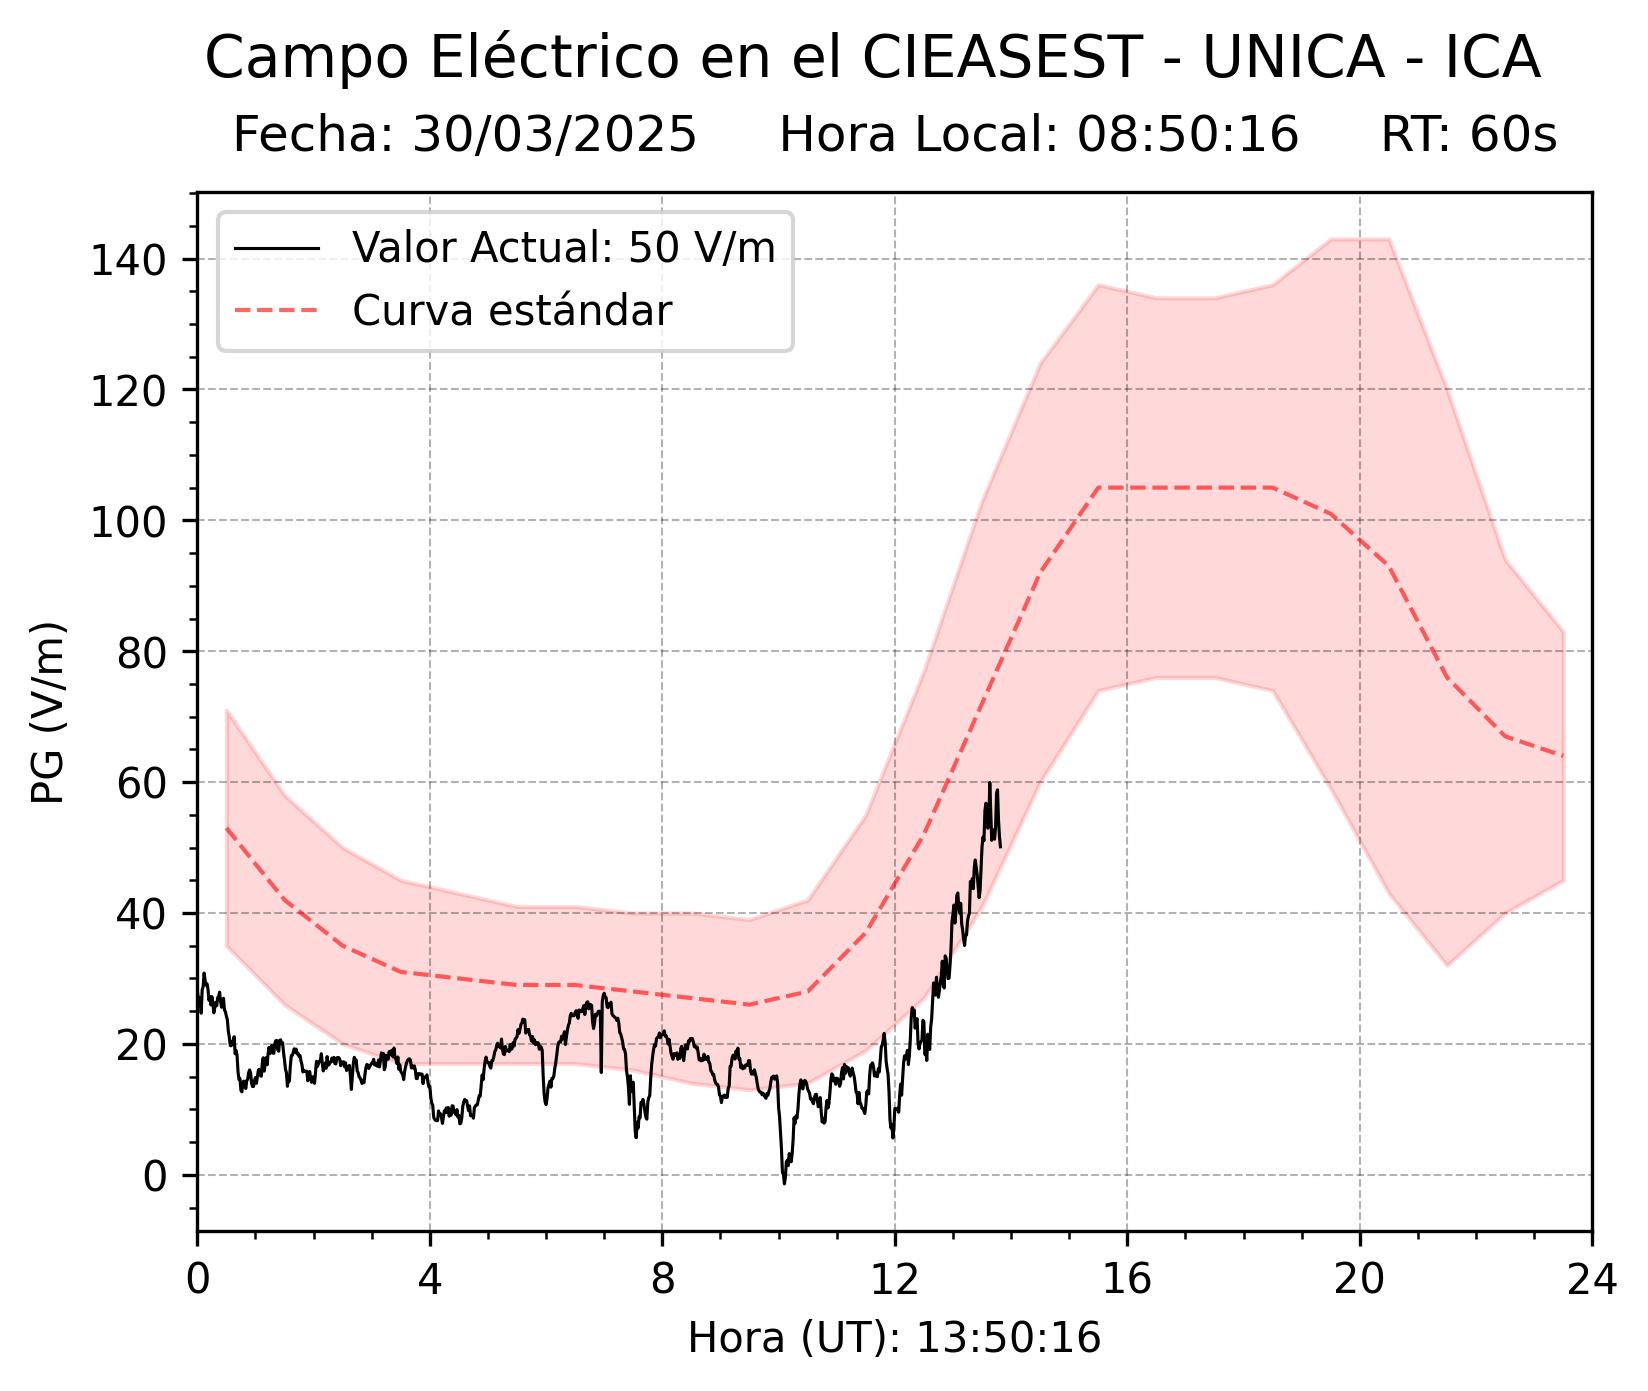 Campo Eléctrico en el CIEASEST - UNICA - ICA
Fecha: 30/03/2025 Hora Local: 08:50:16 RT: 60s
Valor Actual: 50 V/m
Curva estándar
140
120
100
80
60
40
20
0
PG (V/m)
0 4 8 12 16 20 24
Hora (UT): 13:50:16